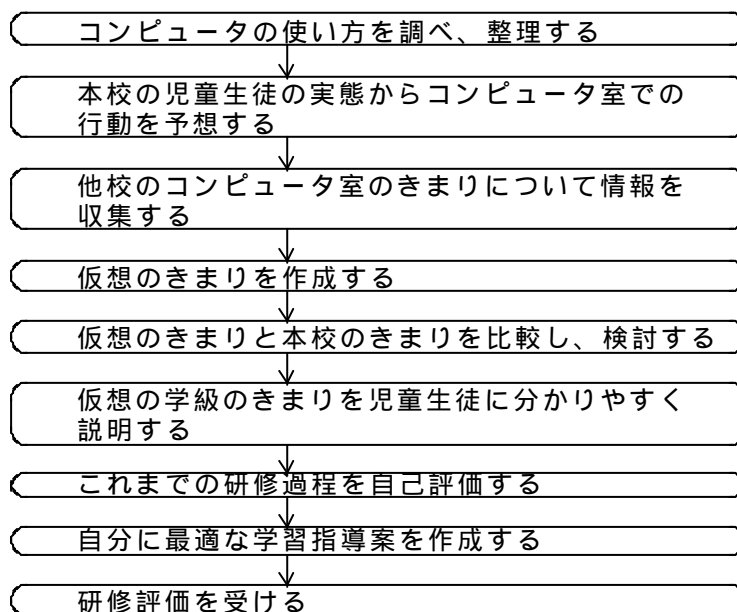 コンピュータの使い方を調べ、整理する
本校の児童生徒の実態からコンピュータ室での
行動を予想する
他校のコンピュータ室のきまりについて情報を
収集する
仮想のきまりを作成する
仮想のきまりと本校のきまりを比較し、検討する
仮想の学級のきまりを児童生徒に分かりやすく
説明する
これまでの研修過程を自己評価する
自分に最適な学習指導案を作成する
研修評価を受ける